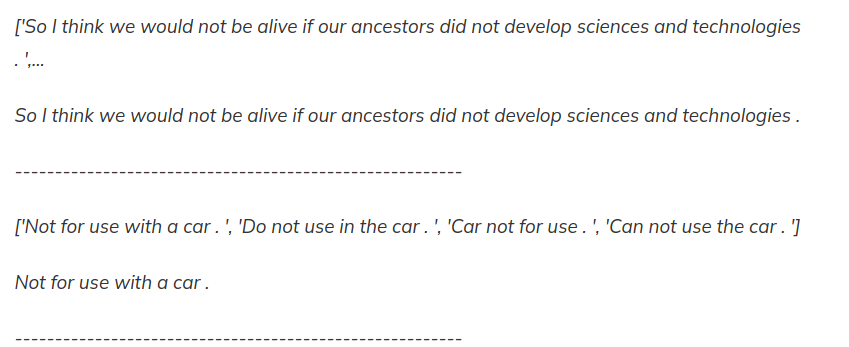 ['So I think we would not be alive if our ancestors did not develop sciences and technologies
. ',...
So I think we would not be alive if our ancestors did not develop sciences and technologies .
--------------------------------------------------------
['Not for use with a car . ', 'Do not use in the car . ', 'Car not for use . ', 'Can not use the car . ']
Not for use with a car .
--------------------------------------------------------